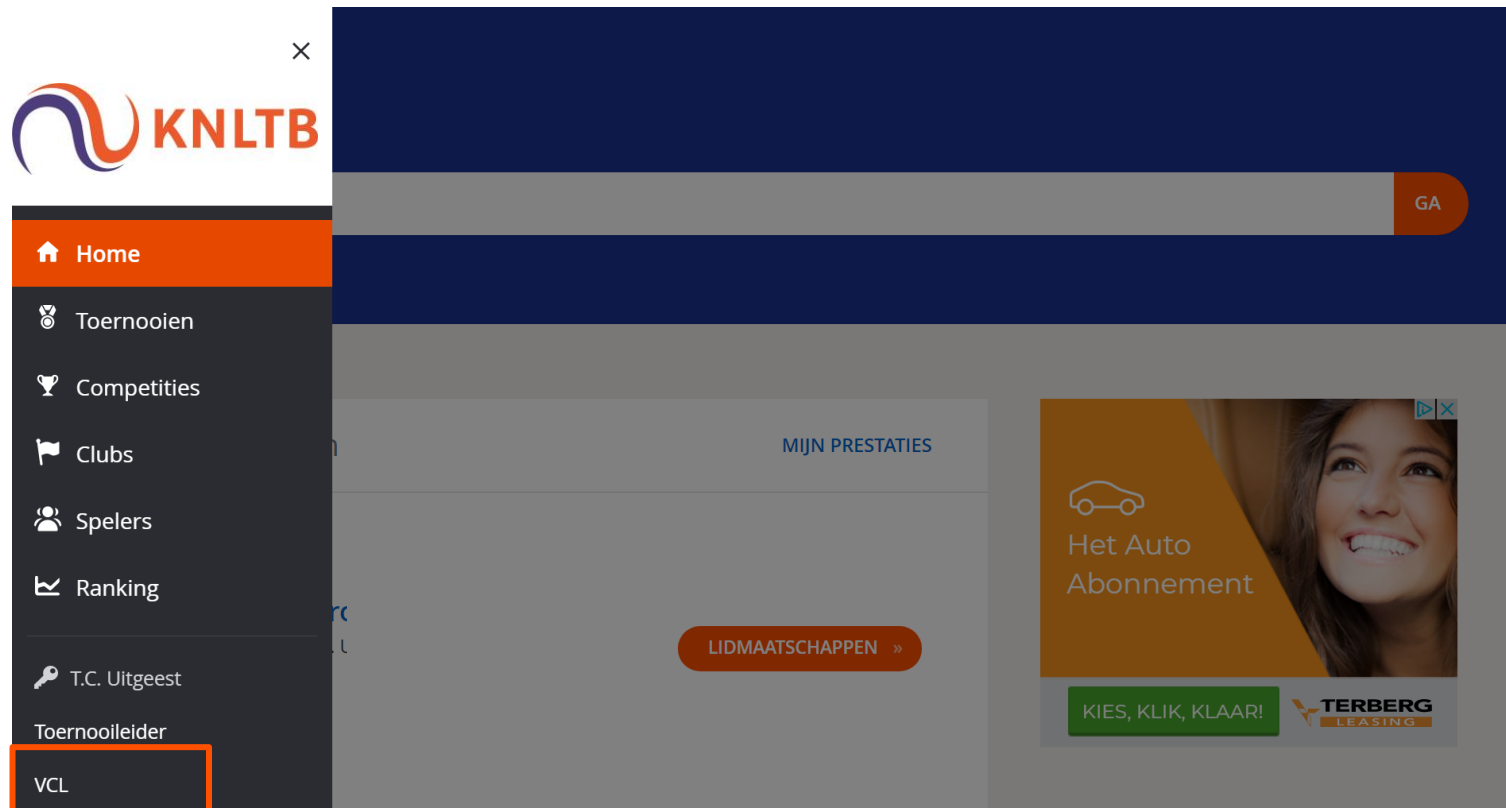 KNLTB
GA
Home
Toernooien
Competities
Clubs
MIJN PRESTATIES
Spelers
Ranking
T.C. Uitgeest
LIDMAATSCHAPPEN »
Toernooileider
VCL
Het Auto
Abonnement
KIES, KLIK, KLAAR!
TERBERG
LEASING